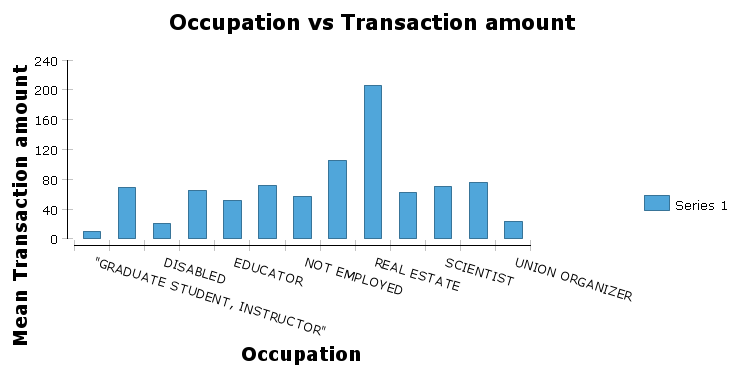 Occupation vs Transaction amount
Mean Transaction amount
240
200
160
120
80
40
0
"GRADUATE STUDENT, INSTRUCTOR"
DISABLED
EDUCATOR
NOT EMPLOYED
REAL ESTATE
SCIENTIST
UNION ORGANIZER
Occupation
Series 1